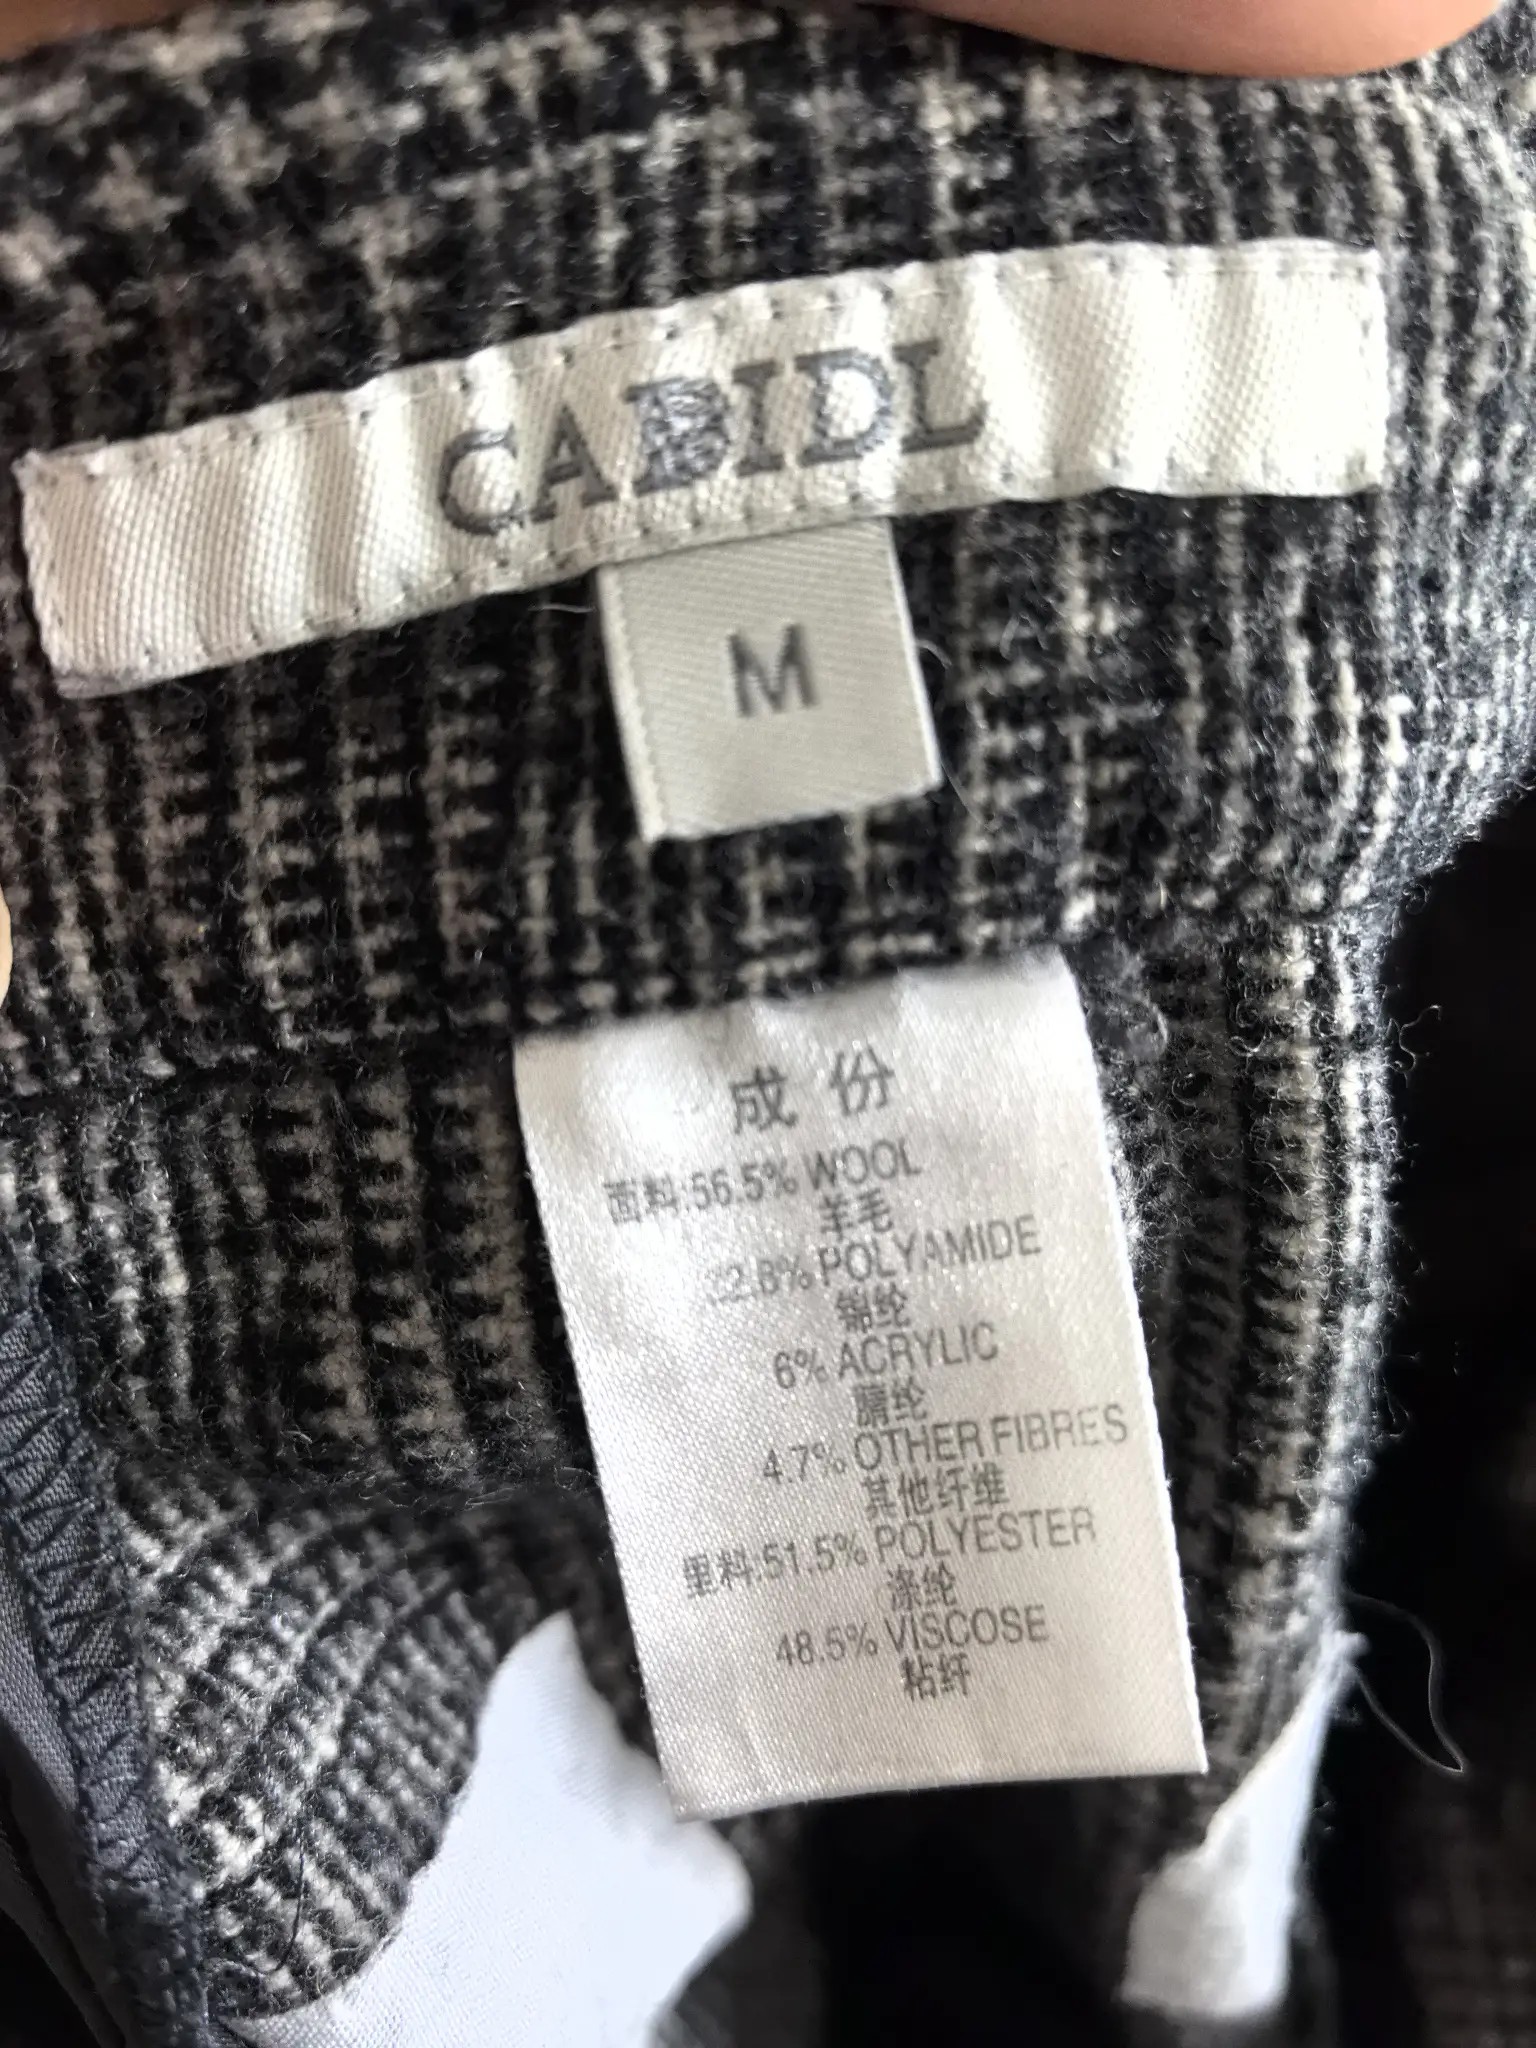 CABIDL
M
成 份
面料:56.5% WOOL
羊毛
32.8% POLYAMIDE
锦纶
6% ACRYLIC
腈纶
4.7% OTHER FIBRES
其他纤维
里料:51.5% POLYESTER
涤纶
48.5% VISCOSE
粘纤